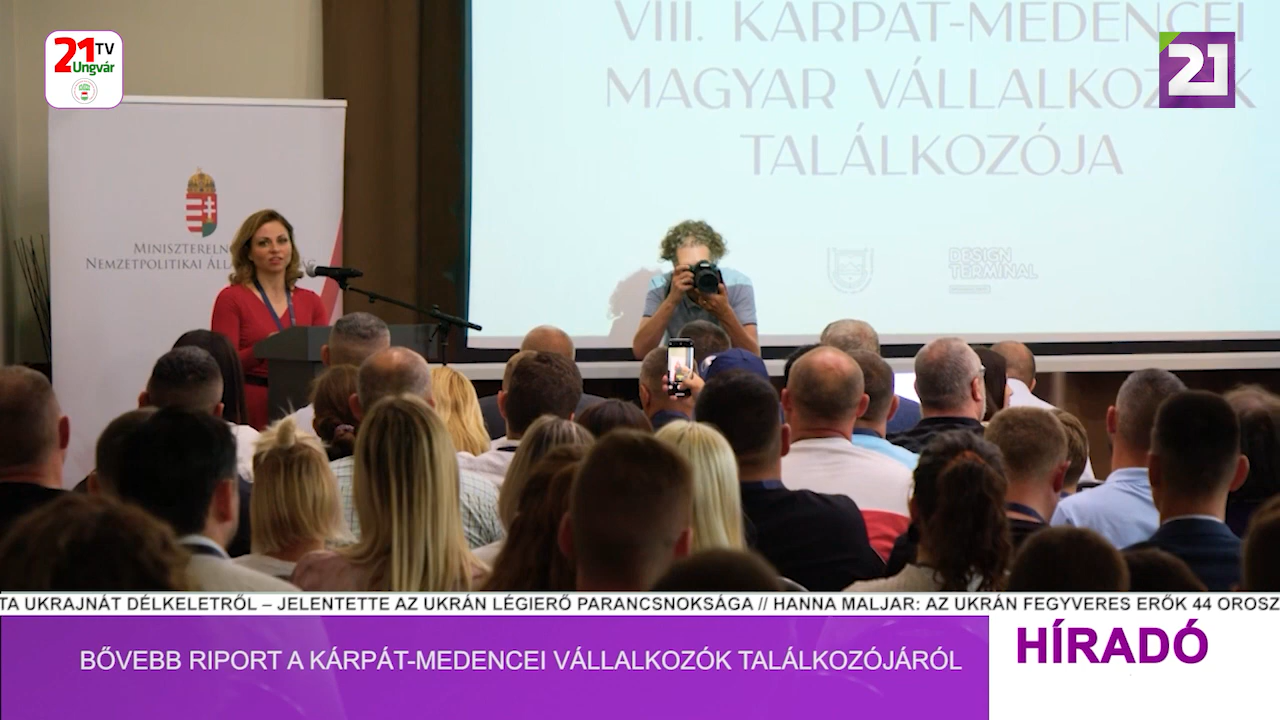 21 TV
Ungvár
21
VIII. KÁRPÁT-MEDENCEI
MAGYAR VÁLLALKOZÓK
TALÁLKOZÓJA
MINISZTERELN
NEMZETPOLITIKAI ÁLL
DESIGN
TERMINAL
TA UKRAJNÁT DÉLKELETRŐL – JELENTETTE AZ UKRÁN LÉGIERŐ PARANCSNOKSÁGA // HANNA MALJAR: AZ UKRÁN FEGYVERES ERŐK 44 OROSZ
BŐVEBB RIPORT A KÁRPÁT-MEDENCEI VÁLLALKOZÓK TALÁLKOZÓJÁRÓL
HÍRADÓ